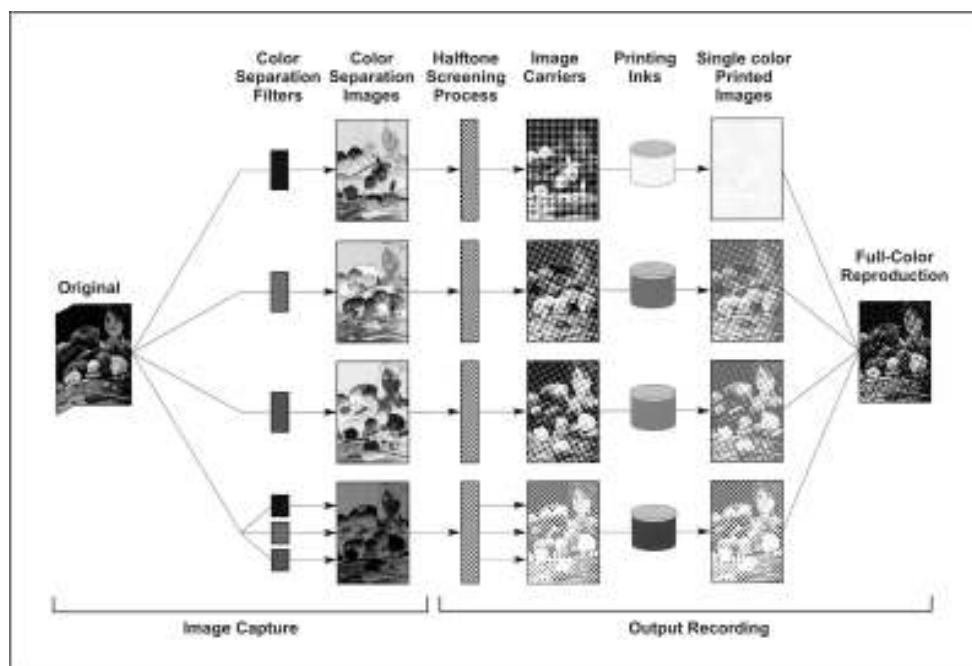 Color
Separation
Filters
Color
Separation
Images
Halftone
Screening
Process
Image
Carriers
Printing
Inks
Single color
Printed
Images
Original
Full-Color
Reproduction
Image Capture
Output Recording